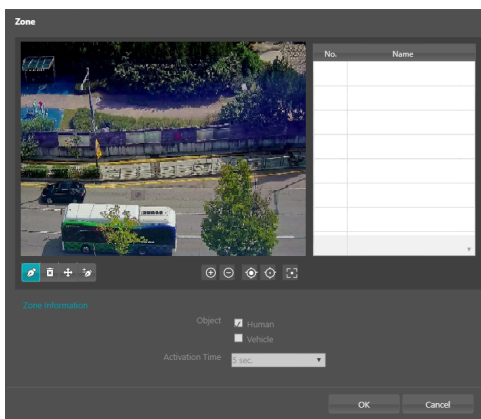 Zone
No. Name
Zone Information
Object Human
Vehicle
Activation Time 5 sec.
OK Cancel